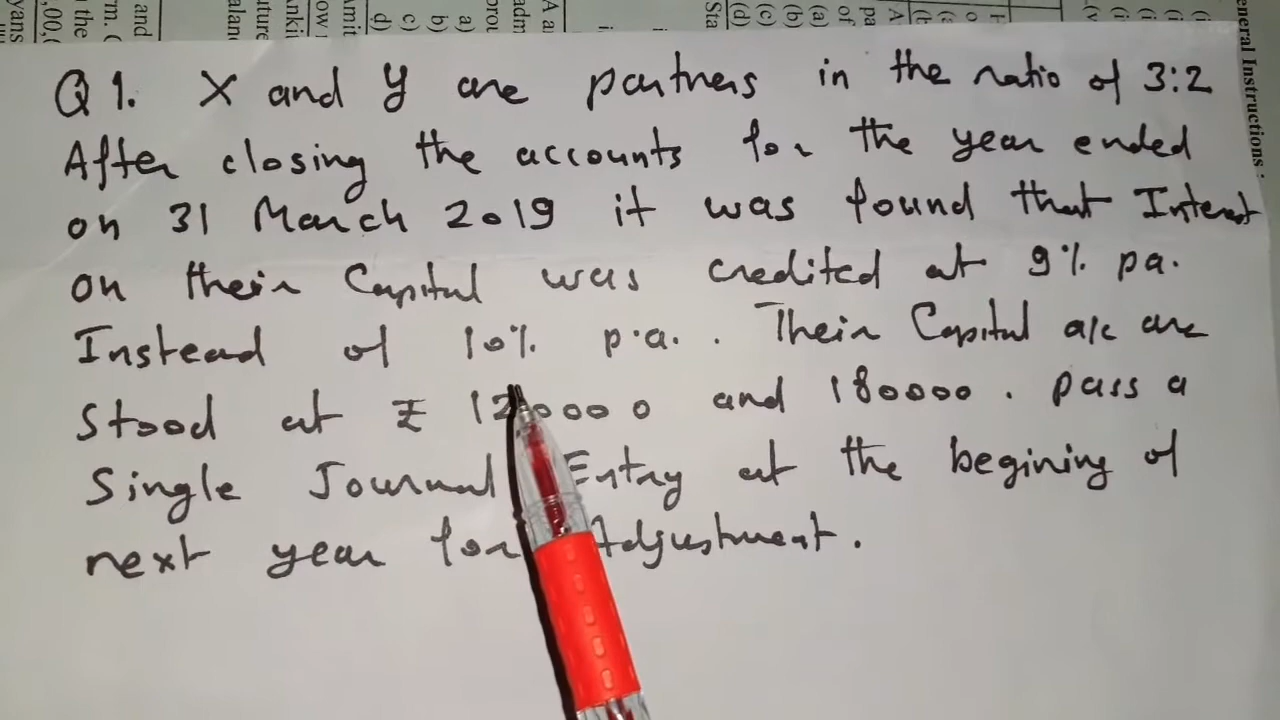 Q1. X and Y are partners in the ratio of 3:2
After closing the accounts for the year ended
on 31 March 2019 it was found that Interest
on their Capital was credited at 9% pa.
Instead of 10% p.a. . Their Capital a/c are
Stood at ₹ 120000 and 180000 . pass a
Single Journal Entry at the begining of
next year for Adjustment.
eneral Instructions :